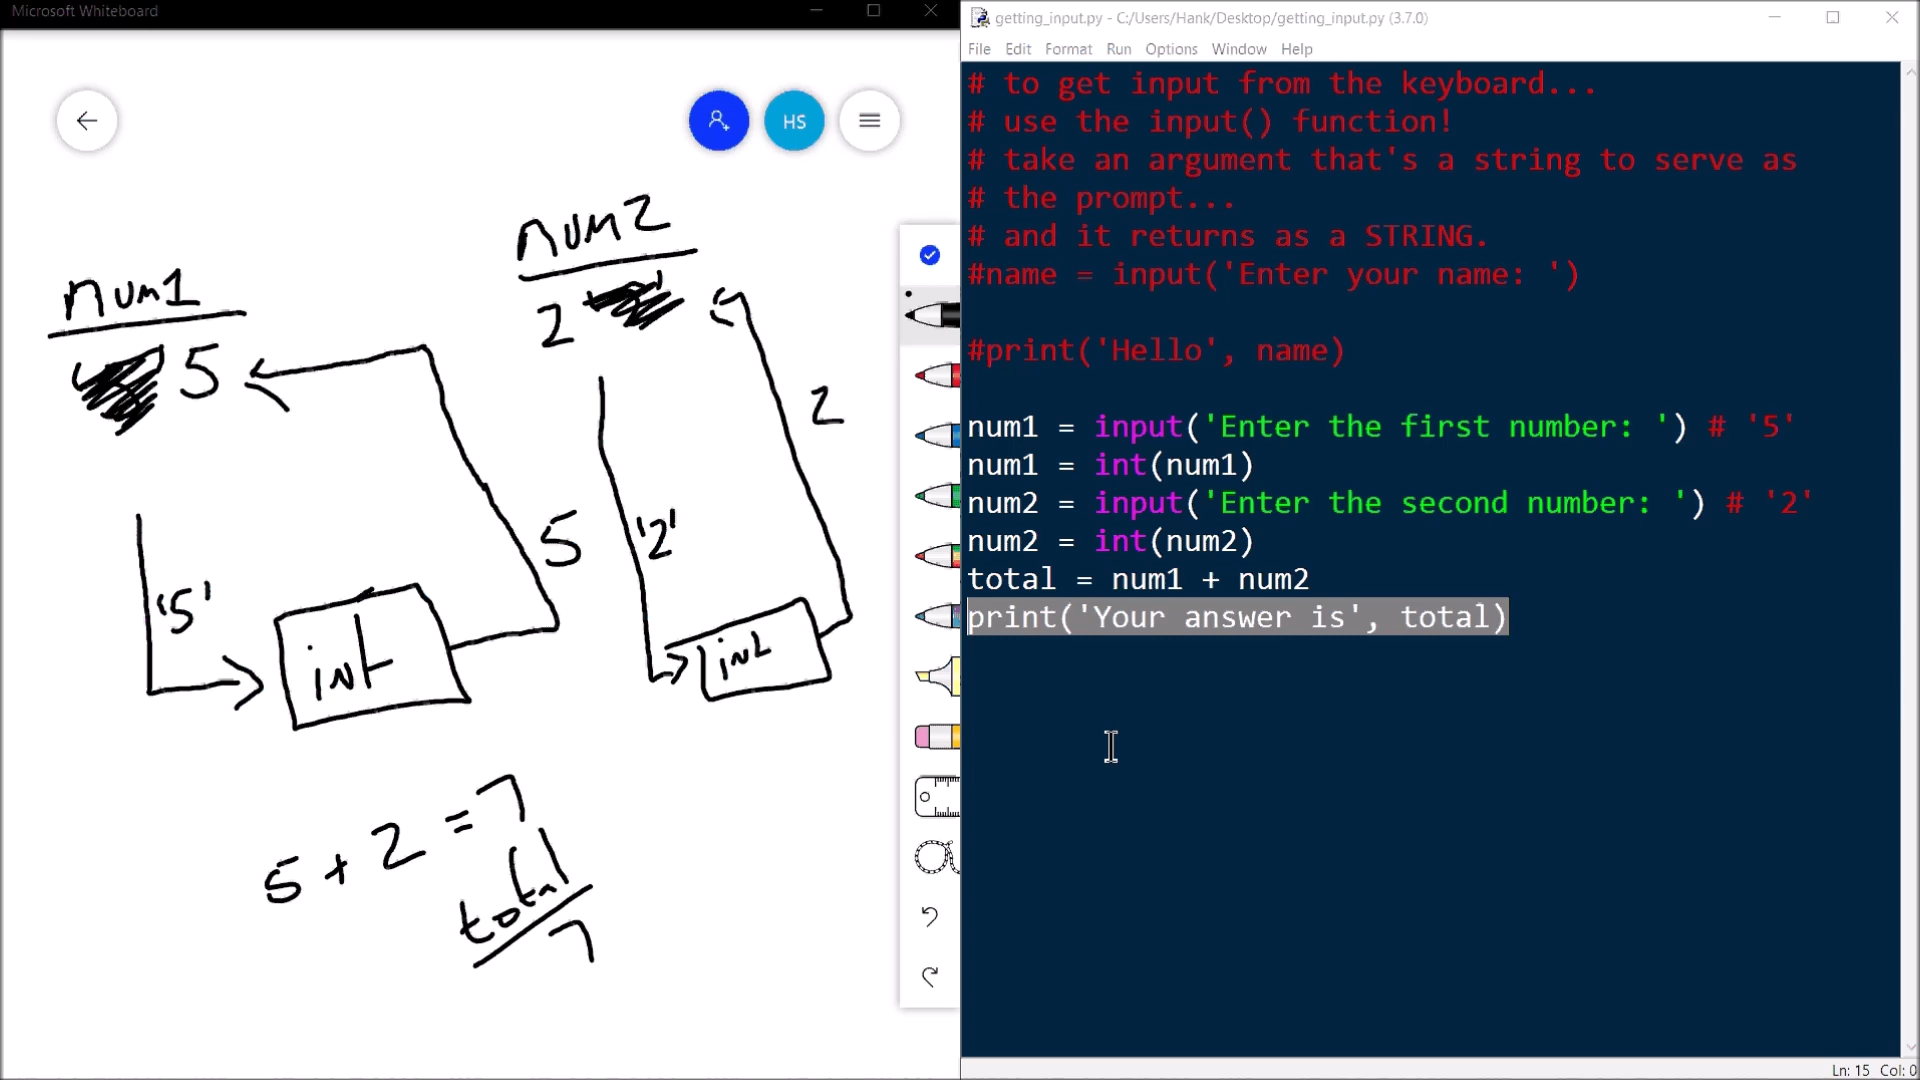 Microsoft Whiteboard
HS
num1
5
'5'
int
5
num2
2
'2'
int
2
5 + 2 = 7
total
7
getting_input.py - C:/Users/Hank/Desktop/getting_input.py (3.7.0)
File Edit Format Run Options Window Help
# to get input from the keyboard...
# use the input() function!
# take an argument that's a string to serve as
# the prompt...
# and it returns as a STRING.
#name = input('Enter your name: ')
#print('Hello', name)
num1 = input('Enter the first number: ') # '5'
num1 = int(num1)
num2 = input('Enter the second number: ') # '2'
num2 = int(num2)
total = num1 + num2
print('Your answer is', total)
Ln: 15 Col: 0